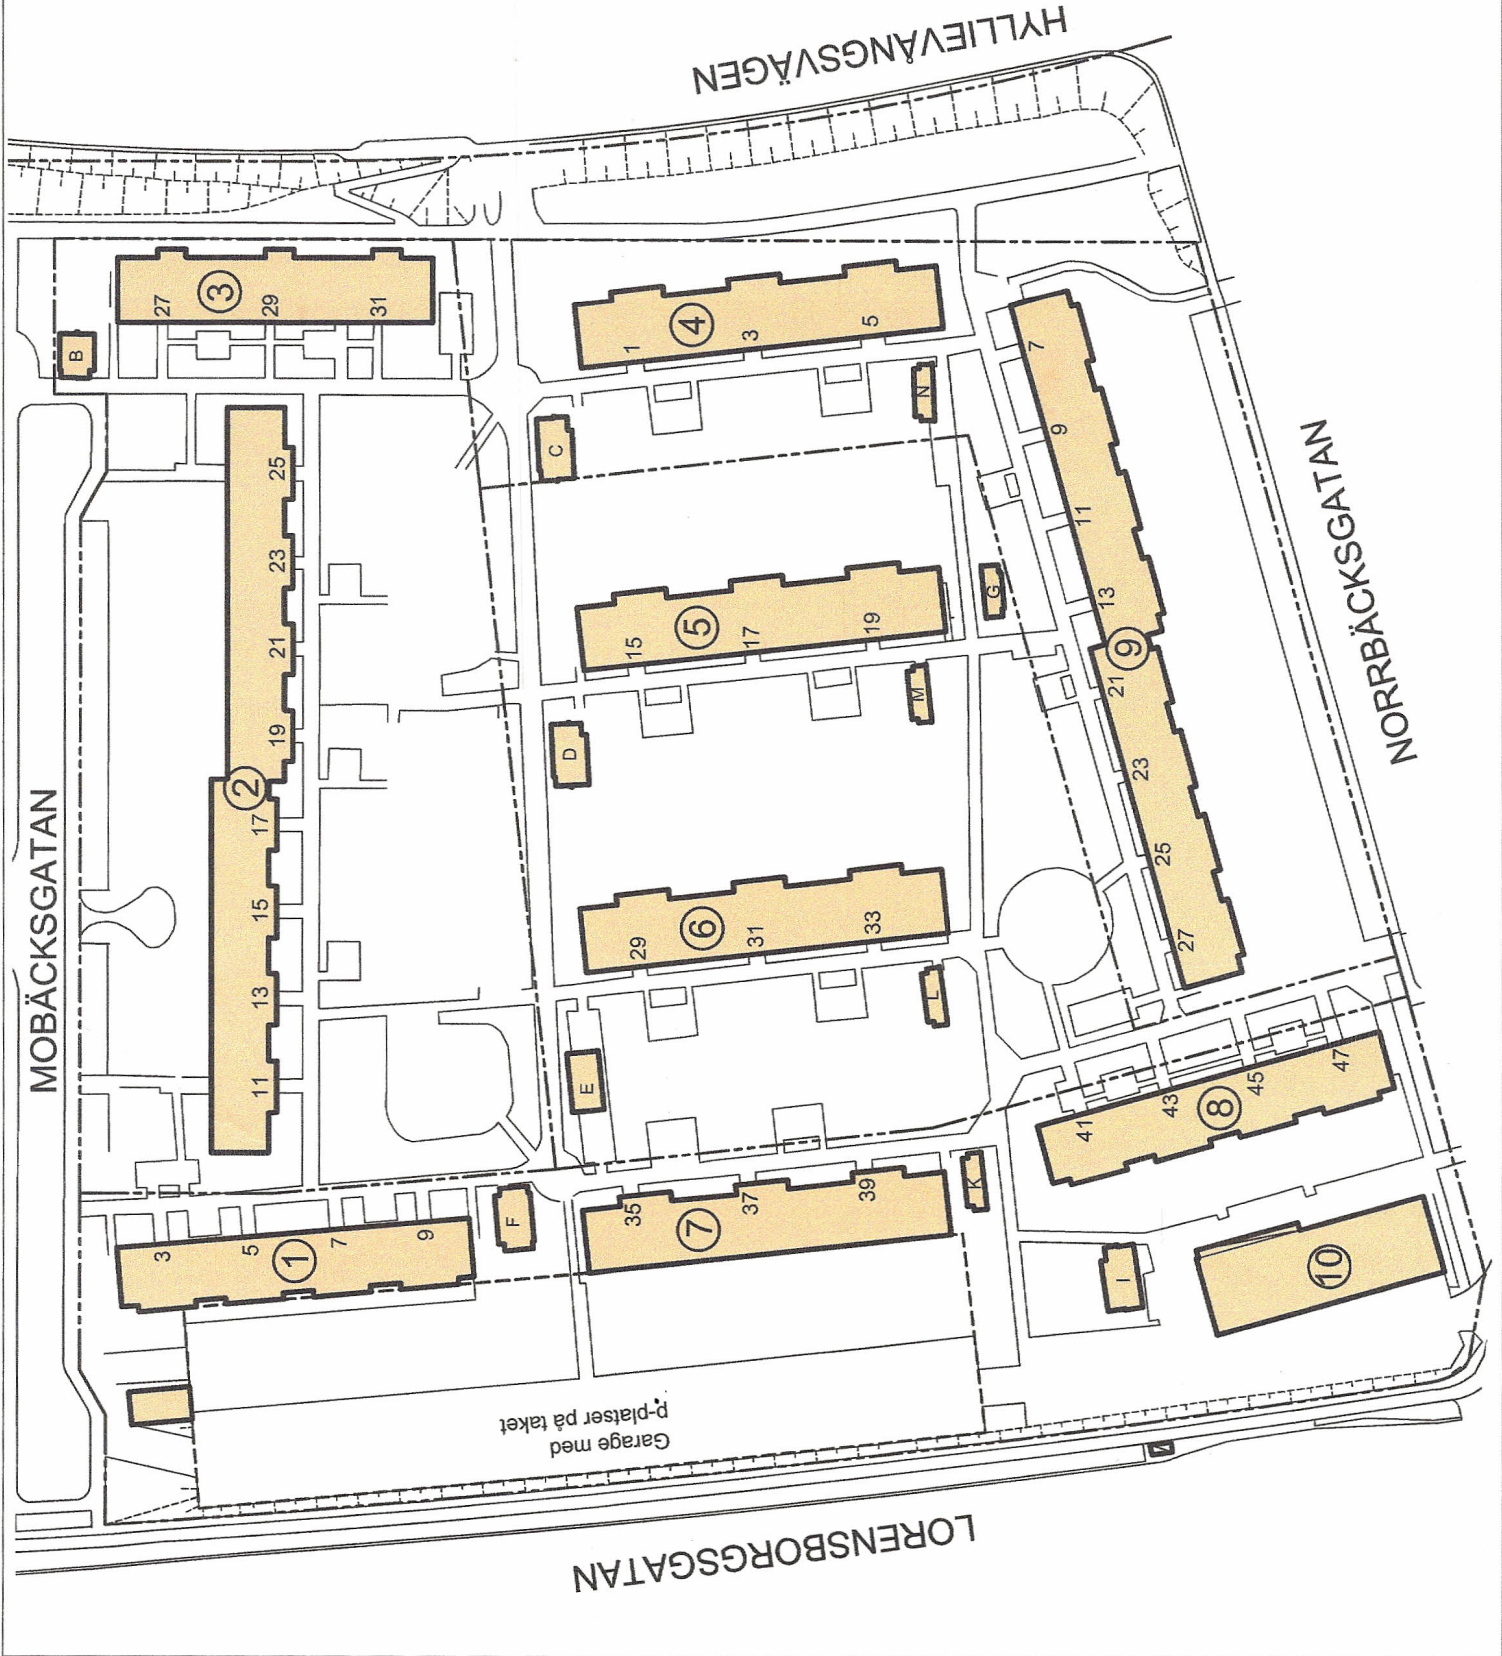 HYLLIEVÅNGSVÄGEN
MOBÄCKSGATAN
NORRBÄCKSGATAN
LORENSBORGSGATAN
Garage med
p-platser på taket
B
27
3
29
31
25
23
21
19
2
17
15
13
11
1
4
3
5
C
N
7
9
11
13
9
21
23
25
27
15
5
17
19
G
M
D
29
6
31
33
L
E
3
5
7
9
1
F
35
37
39
7
K
41
43
45
47
8
I
10